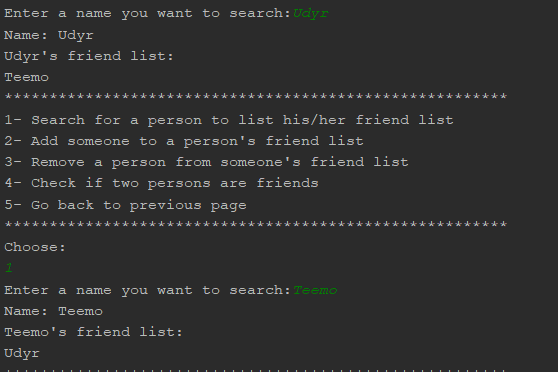 Enter a name you want to search:Udyr
Name: Udyr
Udyr's friend list:
Teemo
********************************************************
1- Search for a person to list his/her friend list
2- Add someone to a person's friend list
3- Remove a person from someone's friend list
4- Check if two persons are friends
5- Go back to previous page
********************************************************
Choose:
1
Enter a name you want to search:Teemo
Name: Teemo
Teemo's friend list:
Udyr
********************************************************